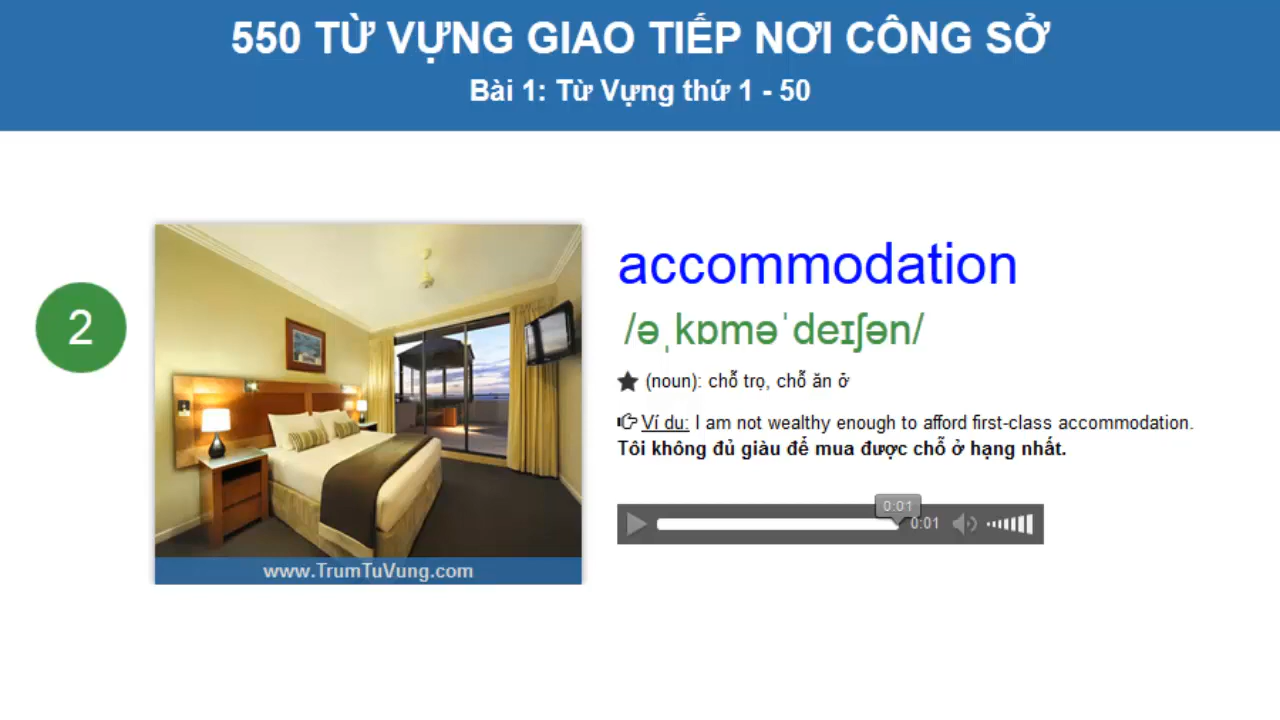 550 TỪ VỰNG GIAO TIẾP NƠI CÔNG SỞ
Bài 1: Từ Vựng thứ 1 - 50
2
accommodation
/əˌkɒməˈdeɪʃən/
(noun): chỗ trọ, chỗ ăn ở
Ví dụ: I am not wealthy enough to afford first-class accommodation.
Tôi không đủ giàu để mua được chỗ ở hạng nhất.
0:01
0:01
www.TrumTuVung.com